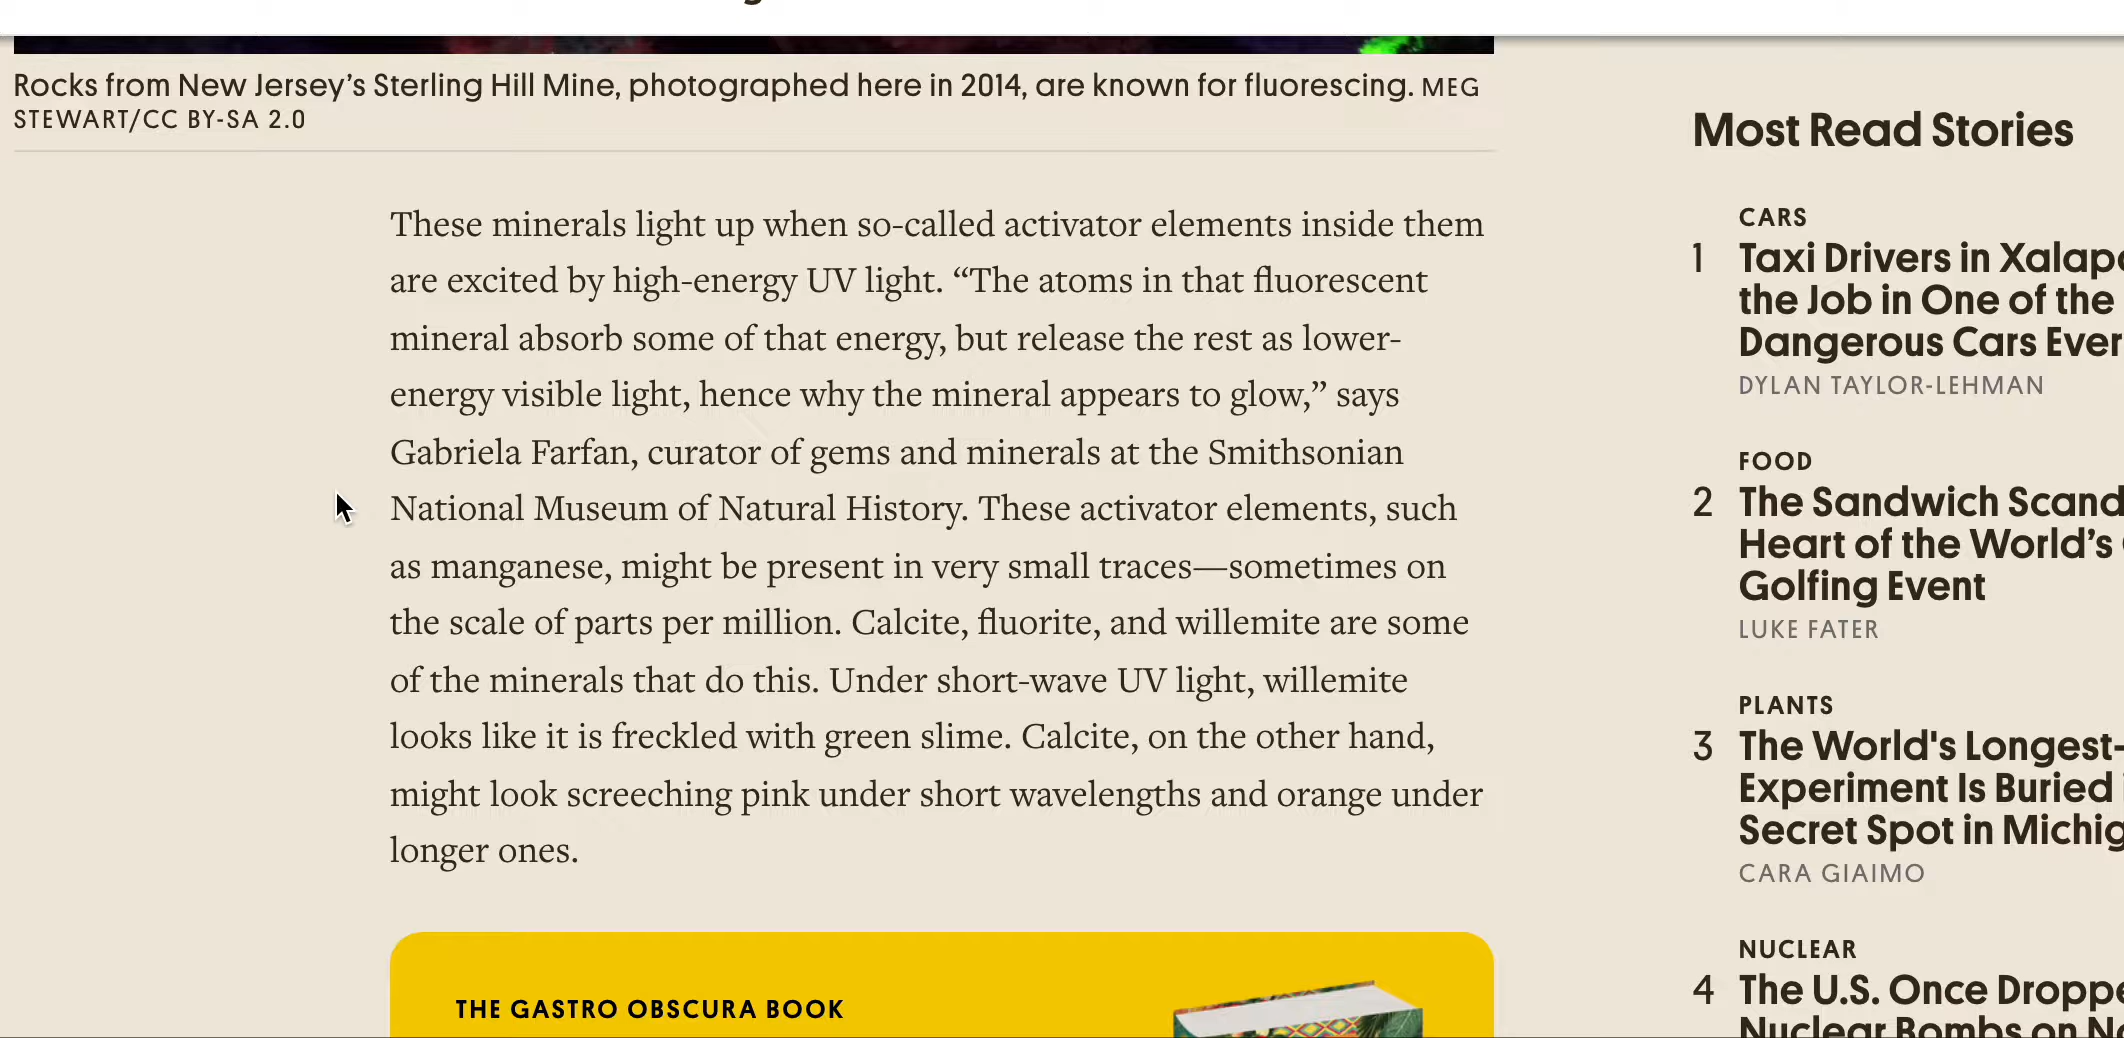 Rocks from New Jersey’s Sterling Hill Mine, photographed here in 2014, are known for fluorescing. MEG
STEWART/CC BY-SA 2.0
These minerals light up when so-called activator elements inside them
are excited by high-energy UV light. “The atoms in that fluorescent
mineral absorb some of that energy, but release the rest as lower-
energy visible light, hence why the mineral appears to glow,” says
Gabriela Farfan, curator of gems and minerals at the Smithsonian
National Museum of Natural History. These activator elements, such
as manganese, might be present in very small traces—sometimes on
the scale of parts per million. Calcite, fluorite, and willemite are some
of the minerals that do this. Under short-wave UV light, willemite
looks like it is freckled with green slime. Calcite, on the other hand,
might look screeching pink under short wavelengths and orange under
longer ones.
THE GASTRO OBSCURA BOOK
Most Read Stories
CARS
1 Taxi Drivers in
the Job in One of the
Dangerous Cars Ever
DYLAN TAYLOR-LEHMAN
FOOD
2 The Sandwich
Heart of the World’s
Golfing Event
LUKE FATER
PLANTS
3 The World's Longest-
Experiment Is Buried
Secret Spot in
CARA GIAIMO
NUCLEAR
4 The U.S. Once
Nuclear Bombs on